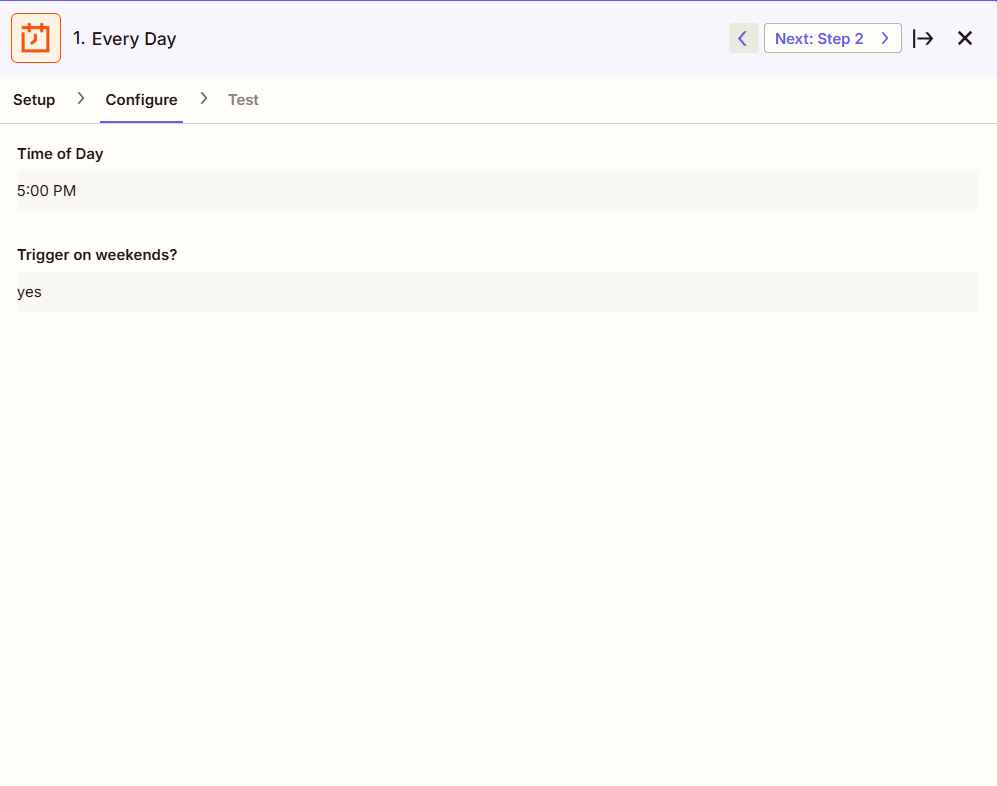 1. Every Day
Next: Step 2
Setup
Configure
Test
Time of Day
5:00 PM
Trigger on weekends?
yes